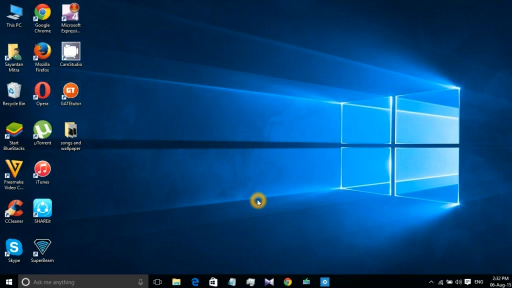 This PC
Google Chrome
Microsoft Expressi...
Sayantan Mitra
Mozilla Firefox
CamStudio
Recycle Bin
Opera
GATEtutor
Start BlueStacks
uTorrent
songs and wallpaper
Freemake Video C...
iTunes
CCleaner
SHAREit
Skype
SuperBeam
Ask me anything
ENG
2:32 PM
06-Aug-15